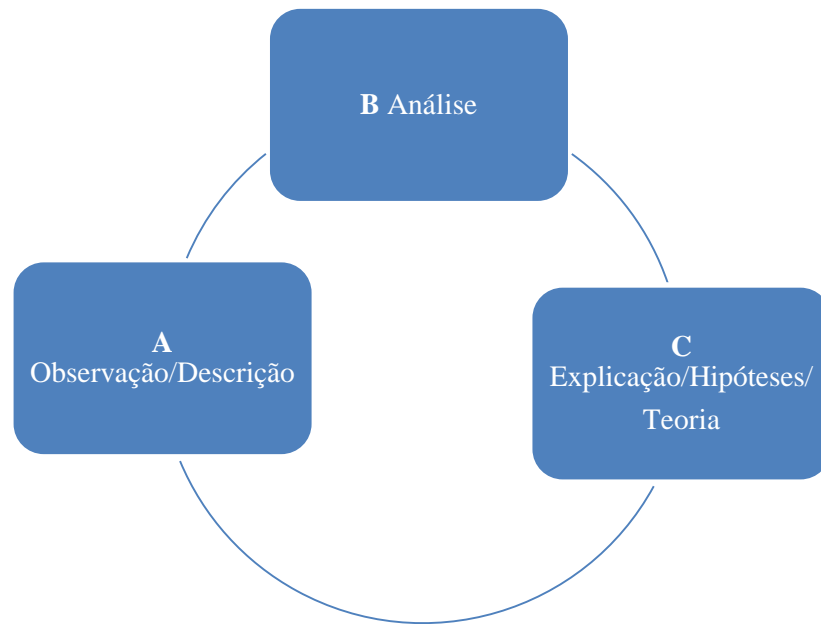 B Análise
A
Observação/Descrição
C
Explicação/Hipóteses/
Teoria